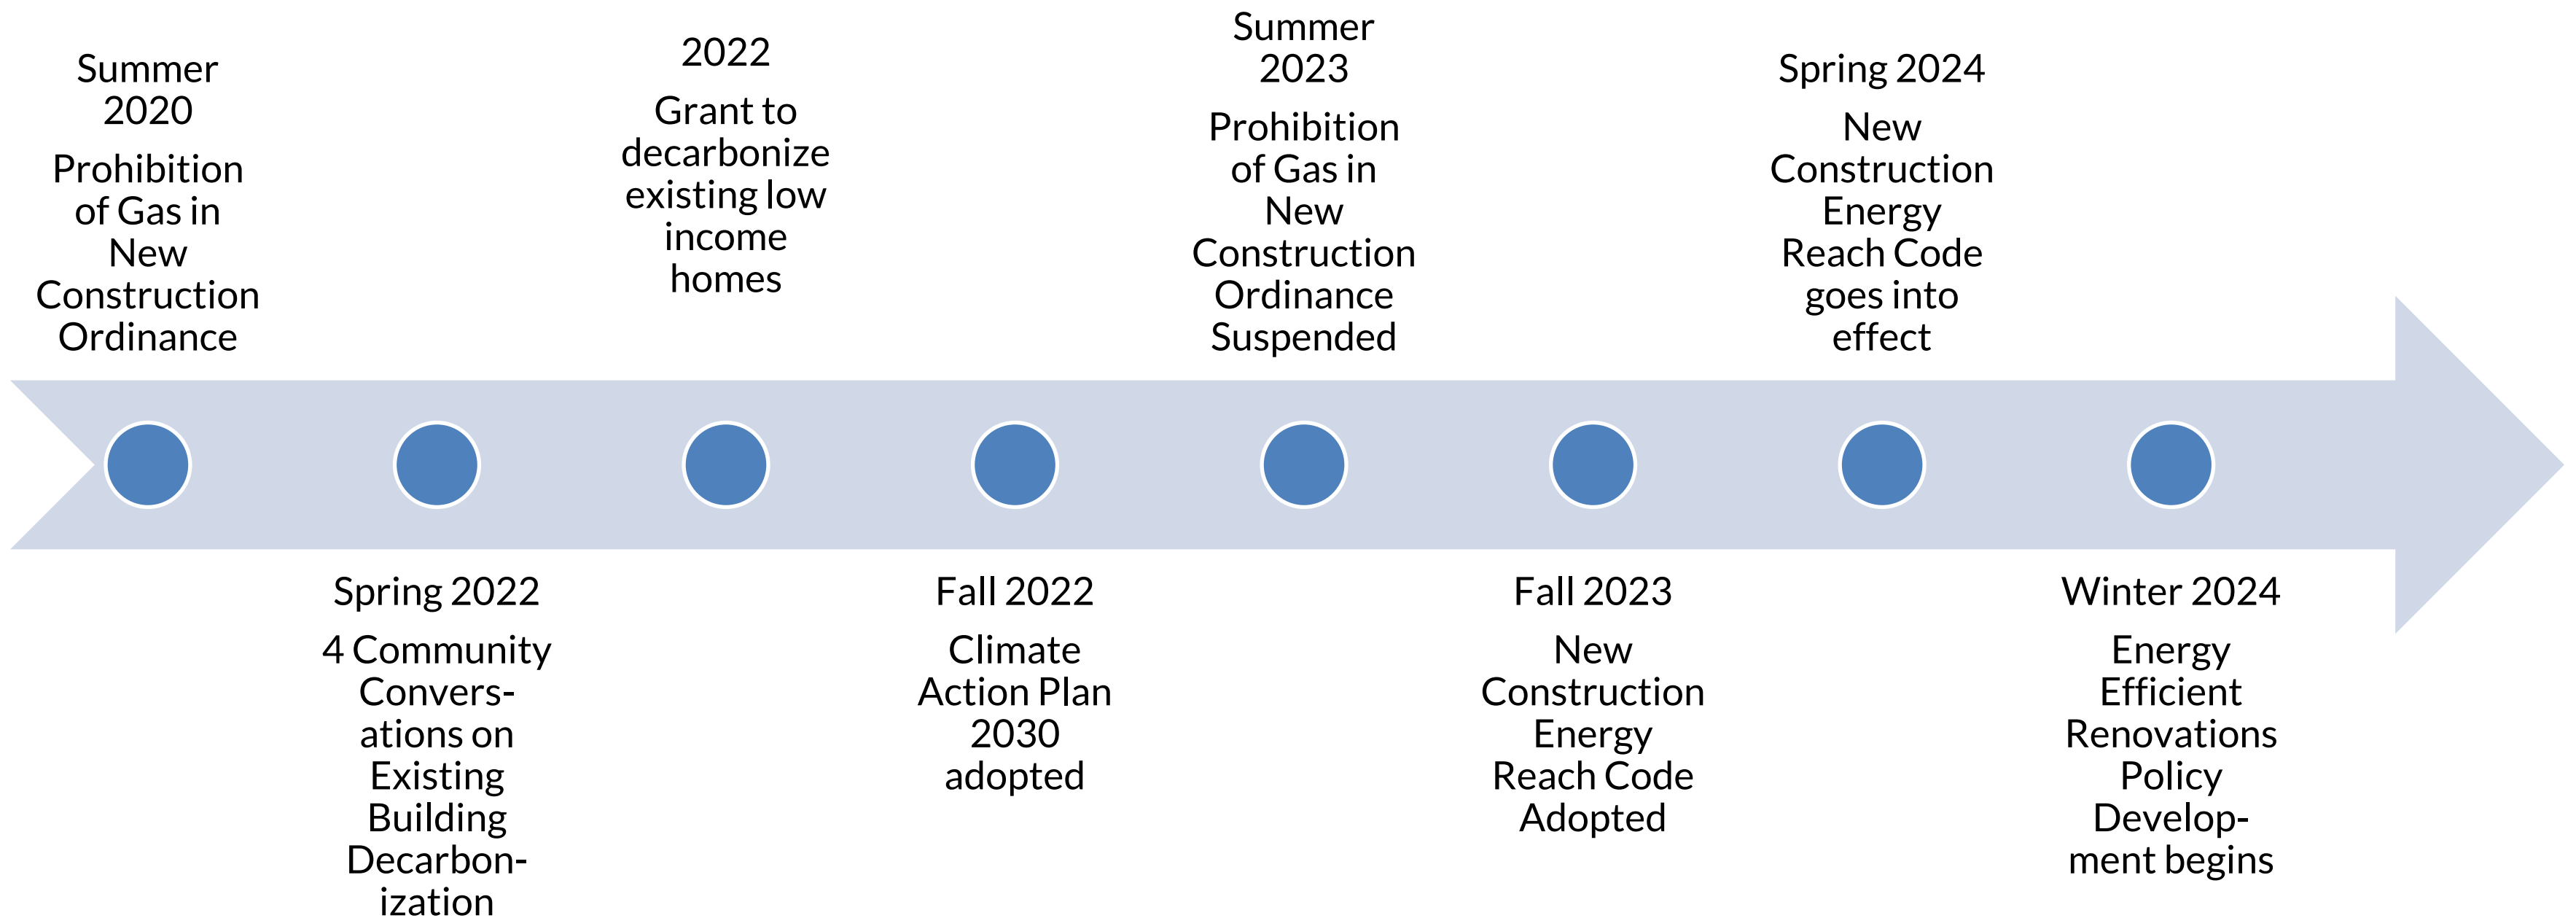 Summer
2020
Prohibition
of Gas in
New
Construction
Ordinance
Spring 2022
4 Community
Convers-
ations on
Existing
Building
Decarbon-
ization
2022
Grant to
decarbonize
existing low
income
homes
Fall 2022
Climate
Action Plan
2030
adopted
Summer
2023
Prohibition
of Gas in
New
Construction
Ordinance
Suspended
Fall 2023
New
Construction
Energy
Reach Code
Adopted
Spring 2024
New
Construction
Energy
Reach Code
goes into
effect
Winter 2024
Energy
Efficient
Renovations
Policy
Develop-
ment begins